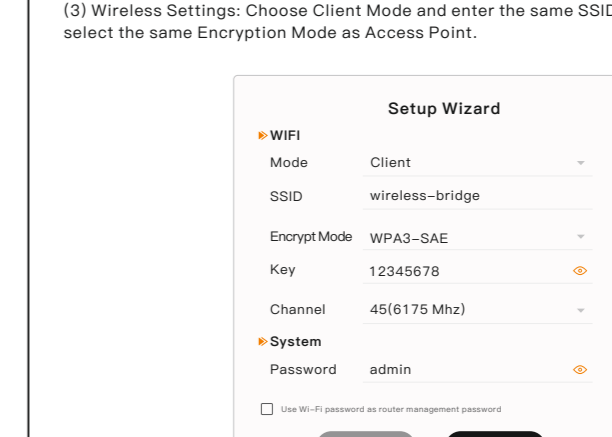 (3) Wireless Settings: Choose Client Mode and enter the same SSID
select the same Encryption Mode as Access Point.
Setup Wizard
WIFI
Mode Client
SSID wireless-bridge
Encrypt Mode WPA3-SAE
Key 12345678
Channel 45(6175 Mhz)
System
Password admin
Use Wi-Fi password as router management password